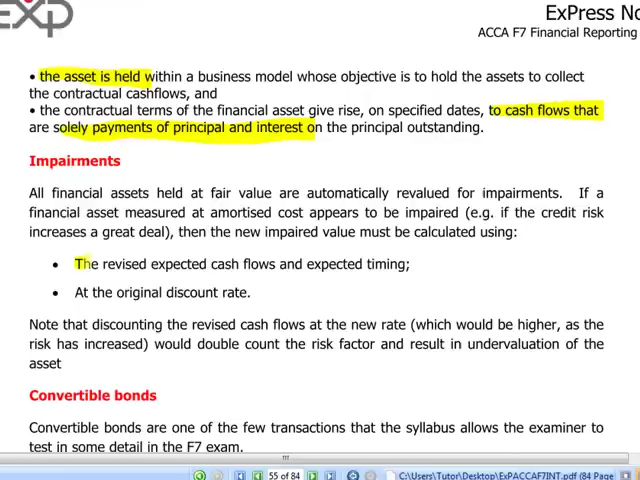 EXP
ExPress No
ACCA F7 Financial Reporting
• the asset is held within a business model whose objective is to hold the assets to collect
the contractual cashflows, and
• the contractual terms of the financial asset give rise, on specified dates, to cash flows that
are solely payments of principal and interest on the principal outstanding.
Impairments
All financial assets held at fair value are automatically revalued for impairments. If a
financial asset measured at amortised cost appears to be impaired (e.g. if the credit risk
increases a great deal), then the new impaired value must be calculated using:
• The revised expected cash flows and expected timing;
• At the original discount rate.
Note that discounting the revised cash flows at the new rate (which would be higher, as the
risk has increased) would double count the risk factor and result in undervaluation of the
asset
Convertible bonds
Convertible bonds are one of the few transactions that the syllabus allows the examiner to
test in some detail in the F7 exam.
55 of 84
C:\Users\Tutor\Desktop\ExPACCAF7INT.pdf (84 Page